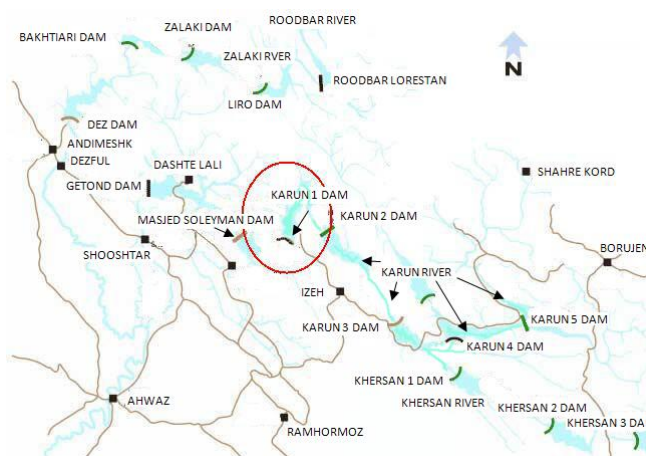 ROODBAR RIVER
ZALAKI DAM
BAKHTIARI DAM
ZALAKI RVER
ROODBAR LORESTAN
N
LIRO DAM
DEZ DAM
ANDIMESHK
DEZFUL
DASHTE LALI
SHAHRE KORD
GETOND DAM
KARUN 1 DAM
MASJED SOLEYMAN DAM
KARUN 2 DAM
SHOOSHTAR
BORUJEN
KARUN RIVER
IZEH
KARUN 5 DAM
KARUN 3 DAM
KARUN 4 DAM
KHERSAN 1 DAM
AHWAZ
KHERSAN RIVER
KHERSAN 2 DAM
KHERSAN 3 DA
RAMHORMOZ